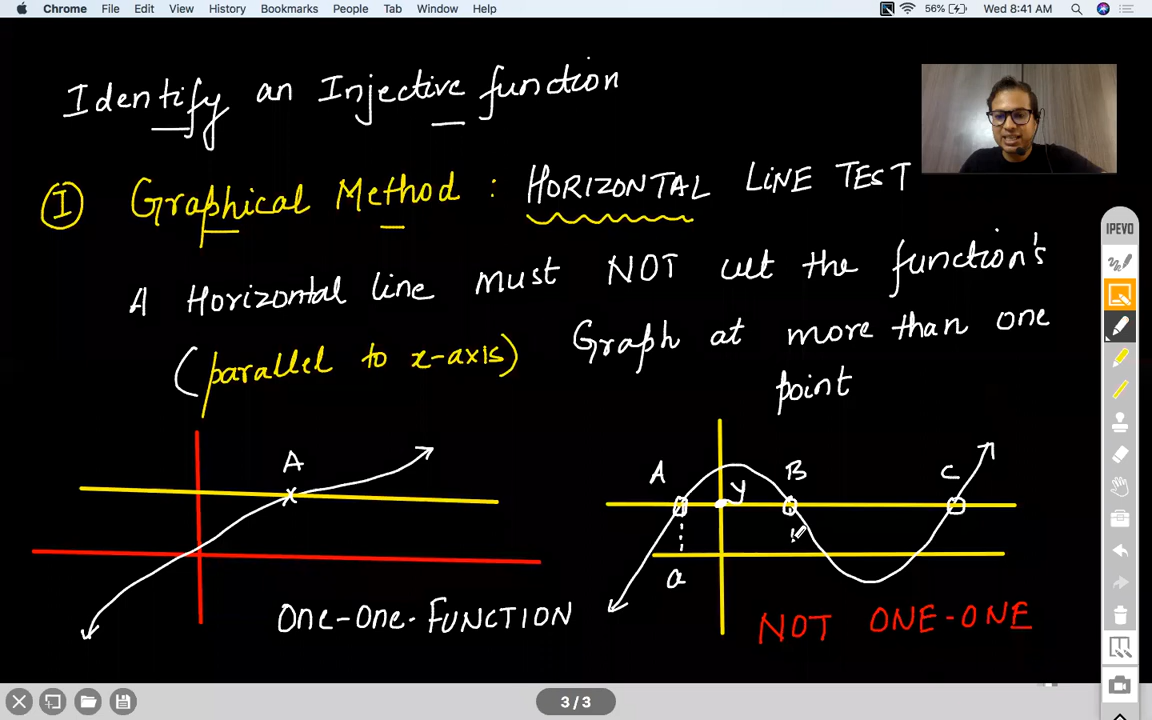 Chrome File Edit View History Bookmarks People Tab Window Help 56% Wed 8:41 AM
Identify an Injective function
I Graphical Method : HORIZONTAL LINE TEST
IPEVO
A Horizontal line must NOT cut the function's
(parallel to x-axis) Graph at more than one
point
A
A y B C
a
One-One-FUNCTION
NOT ONE-ONE
3/3